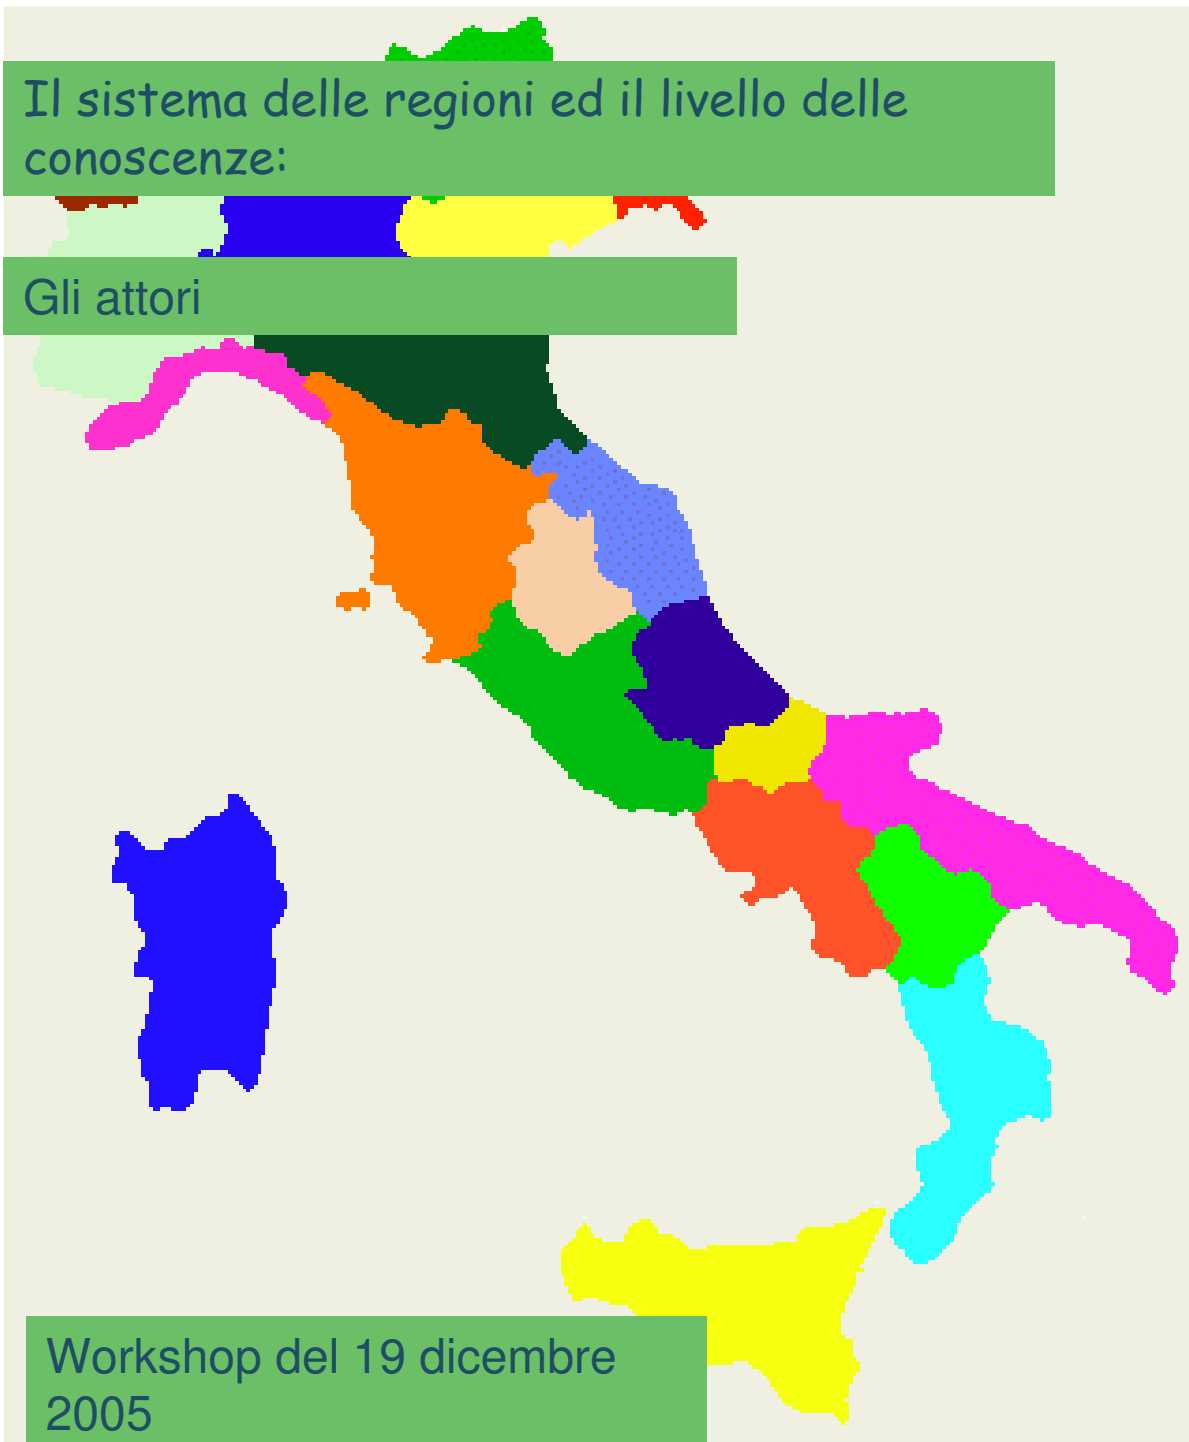 Il sistema delle regioni ed il livello delle
conoscenze:
Gli attori
Workshop del 19 dicembre
2005